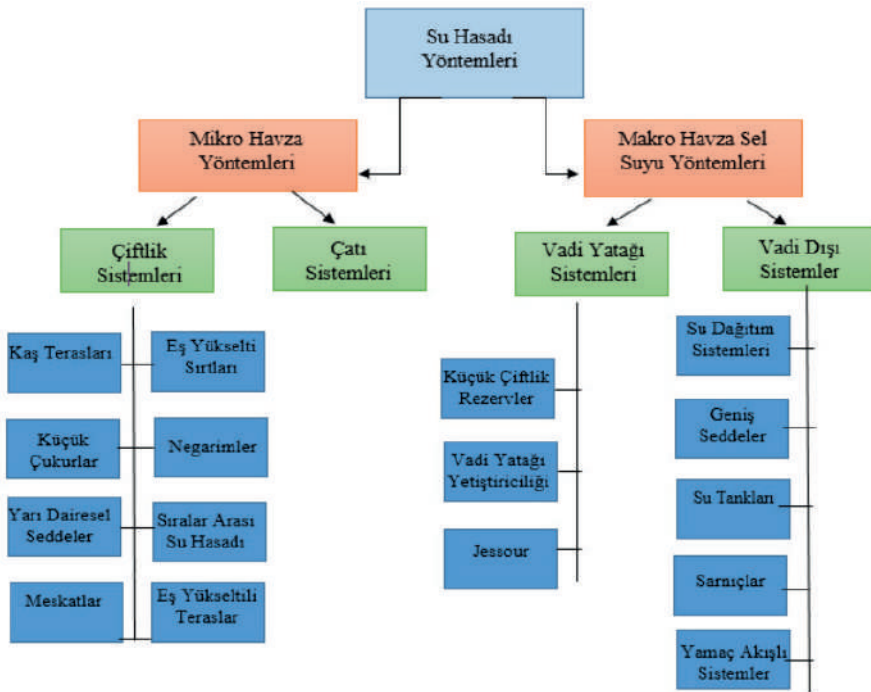 Su Hasadı
Yöntemleri
Mikro Havza
Yöntemleri
Makro Havza Sel
Suyu Yöntemleri
Çiftlik
Sistemleri
Çatı
Sistemleri
Vadi Yatağı
Sistemleri
Vadi Dışı
Sistemler
Kaş Terasları
Eş Yükselti
Sırtları
Küçük
Çukurlar
Negarimler
Yarı Dairesel
Seddeler
Sıralar Arası
Su Hasadı
Meskatlar
Eş Yükseltili
Teraslar
Küçük Çiftlik
Rezervler
Vadi Yatağı
Yetiştiriciliği
Jessour
Su Dağıtım
Sistemleri
Geniş
Seddeler
Su Tankları
Sarnıçlar
Yamaç Akışlı
Sistemler